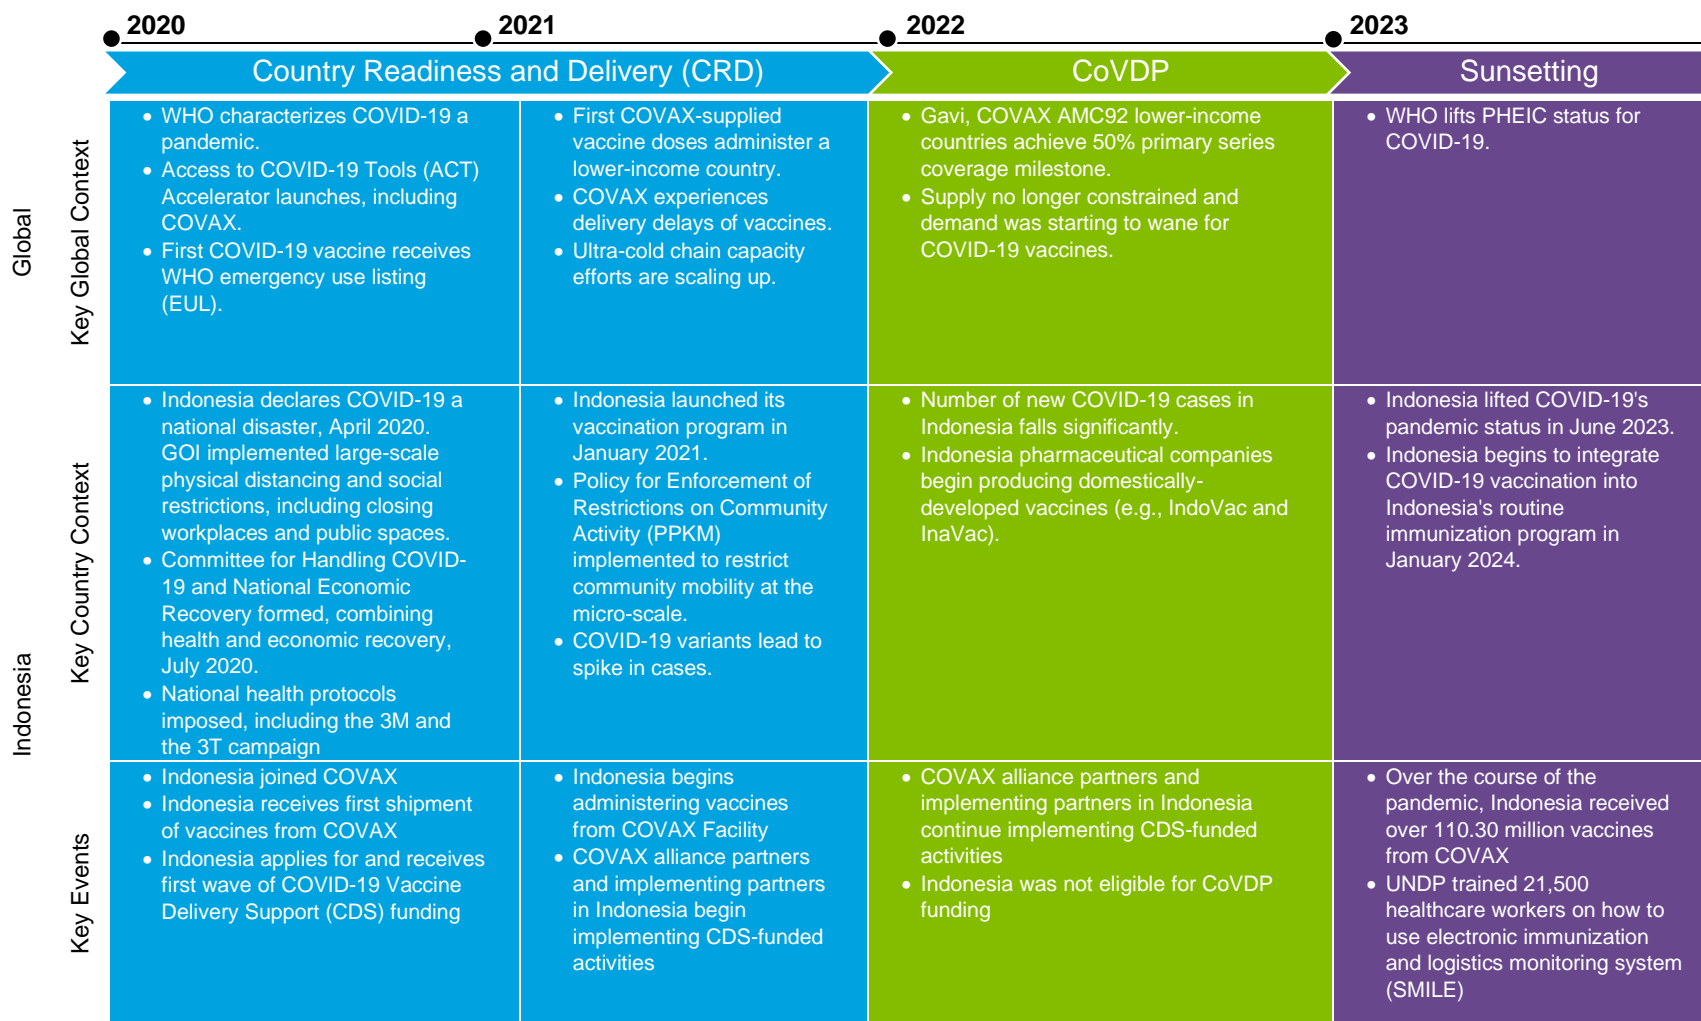 2020
2021
2022
2023
Country Readiness and Delivery (CRD)
CoVDP
Sunsetting
Global
Key Global Context
• WHO characterizes COVID-19 a
pandemic.
• Access to COVID-19 Tools (ACT)
Accelerator launches, including
COVAX.
• First COVID-19 vaccine receives
WHO emergency use listing
(EUL).
• First COVAX-supplied
vaccine doses administer a
lower-income country.
• COVAX experiences
delivery delays of vaccines.
• Ultra-cold chain capacity
efforts are scaling up.
• Gavi, COVAX AMC92 lower-income
countries achieve 50% primary series
coverage milestone.
• Supply no longer constrained and
demand was starting to wane for
COVID-19 vaccines.
• WHO lifts PHEIC status for
COVID-19.
Indonesia
Key Country Context
• Indonesia declares COVID-19 a
national disaster, April 2020.
GOI implemented large-scale
physical distancing and social
restrictions, including closing
workplaces and public spaces.
• Committee for Handling COVID-
19 and National Economic
Recovery formed, combining
health and economic recovery,
July 2020.
• National health protocols
imposed, including the 3M and
the 3T campaign
• Indonesia launched its
vaccination program in
January 2021.
• Policy for Enforcement of
Restrictions on Community
Activity (PPKM)
implemented to restrict
community mobility at the
micro-scale.
• COVID-19 variants lead to
spike in cases.
• Number of new COVID-19 cases in
Indonesia falls significantly.
• Indonesia pharmaceutical companies
begin producing domestically-
developed vaccines (e.g., IndoVac and
InaVac).
• Indonesia lifted COVID-19's
pandemic status in June 2023.
• Indonesia begins to integrate
COVID-19 vaccination into
Indonesia's routine
immunization program in
January 2024.
Key Events
• Indonesia joined COVAX
• Indonesia receives first shipment
of vaccines from COVAX
• Indonesia applies for and receives
first wave of COVID-19 Vaccine
Delivery Support (CDS) funding
• Indonesia begins
administering vaccines
from COVAX Facility
• COVAX alliance partners
and implementing partners
in Indonesia begin
implementing CDS-funded
activities
• COVAX alliance partners and
implementing partners in Indonesia
continue implementing CDS-funded
activities
• Indonesia was not eligible for CoVDP
funding
• Over the course of the
pandemic, Indonesia received
over 110.30 million vaccines
from COVAX
• UNDP trained 21,500
healthcare workers on how to
use electronic immunization
and logistics monitoring system
(SMILE)